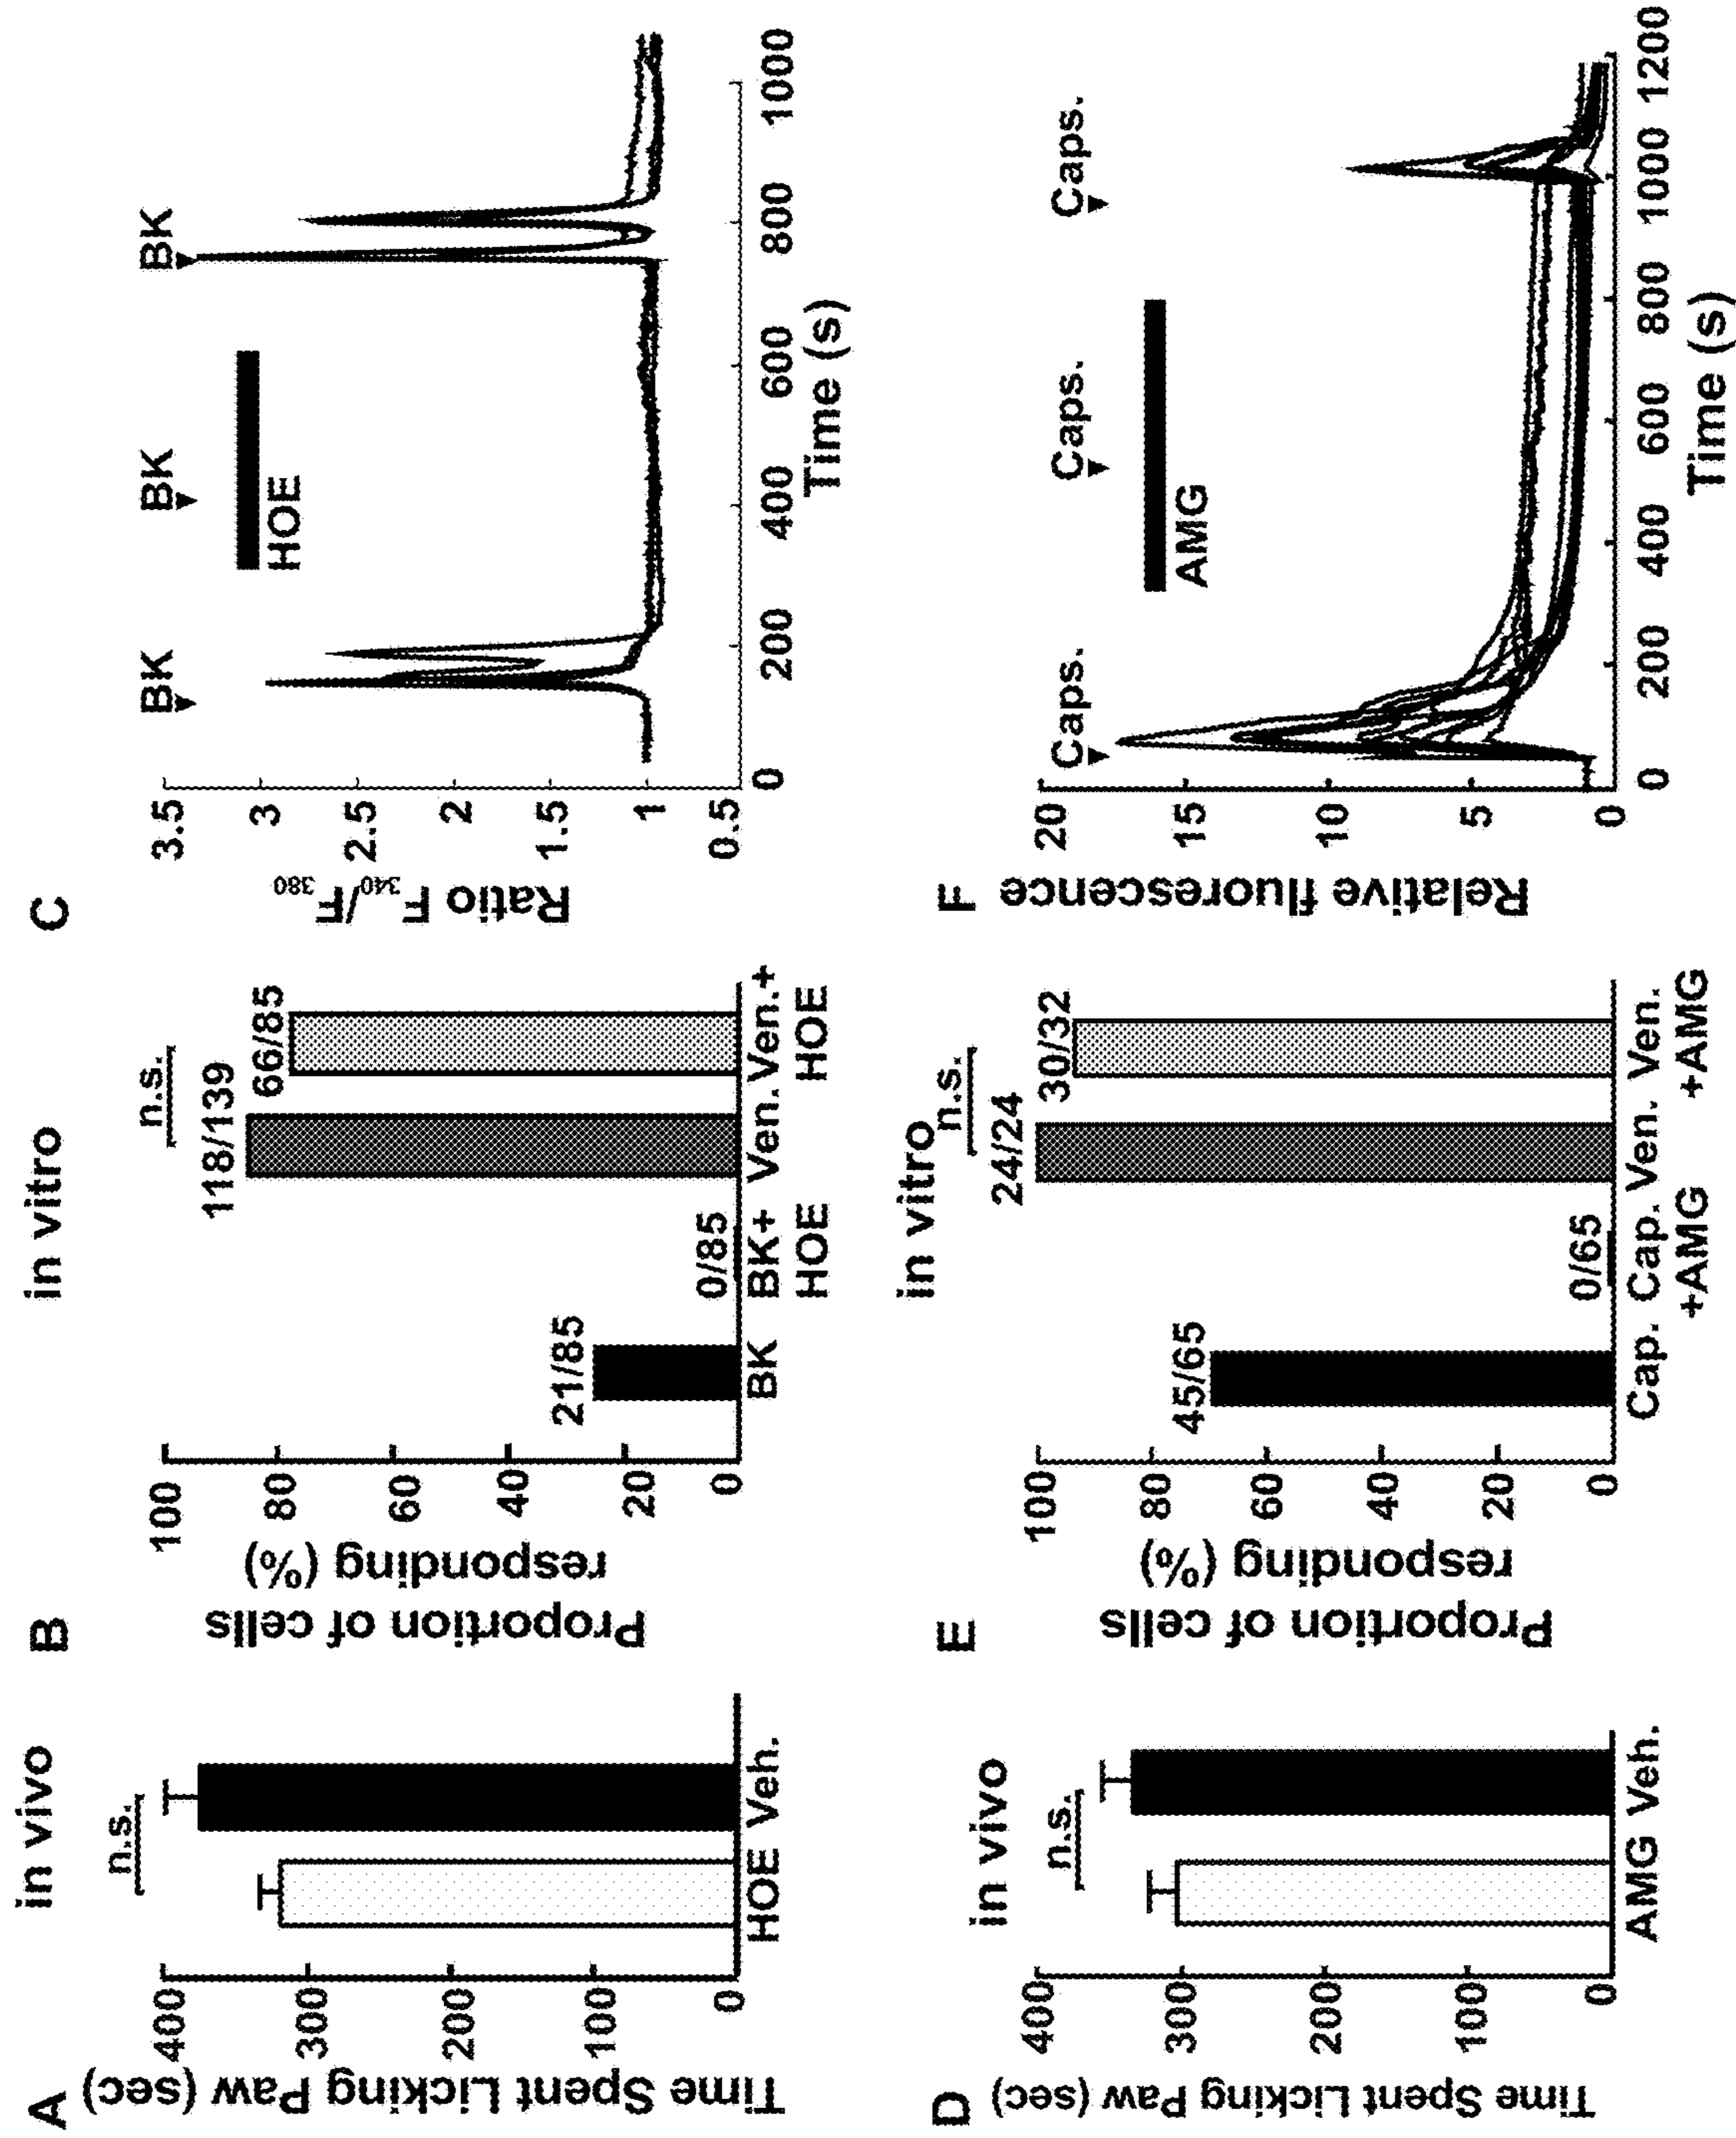 A
in vivo
Time Spent Licking Paw (sec)
400
300
200
100
0
n.s.
HOE Veh.
B
in vitro
Proportion of cells
responding (%)
100
80
60
40
20
0
21/85
0/85
118/139
66/85
n.s.
BK BK+ Ven. Ven.+
HOE HOE
C
Ratio F340/F380
3.5
3
2.5
2
1.5
1
0.5
BK BK BK
HOE
0 200 400 600 800 1000
Time (s)
D
in vivo
Time Spent Licking Paw (sec)
400
300
200
100
0
n.s.
AMG Veh.
E
in vitro
Proportion of cells
responding (%)
100
80
60
40
20
0
45/65
0/65
24/24
30/32
n.s.
Cap. Cap. Ven. Ven.
+AMG +AMG
F
Relative fluorescence
20
15
10
5
0
Caps. Caps. Caps.
AMG
0 200 400 600 800 1000 1200
Time (s)